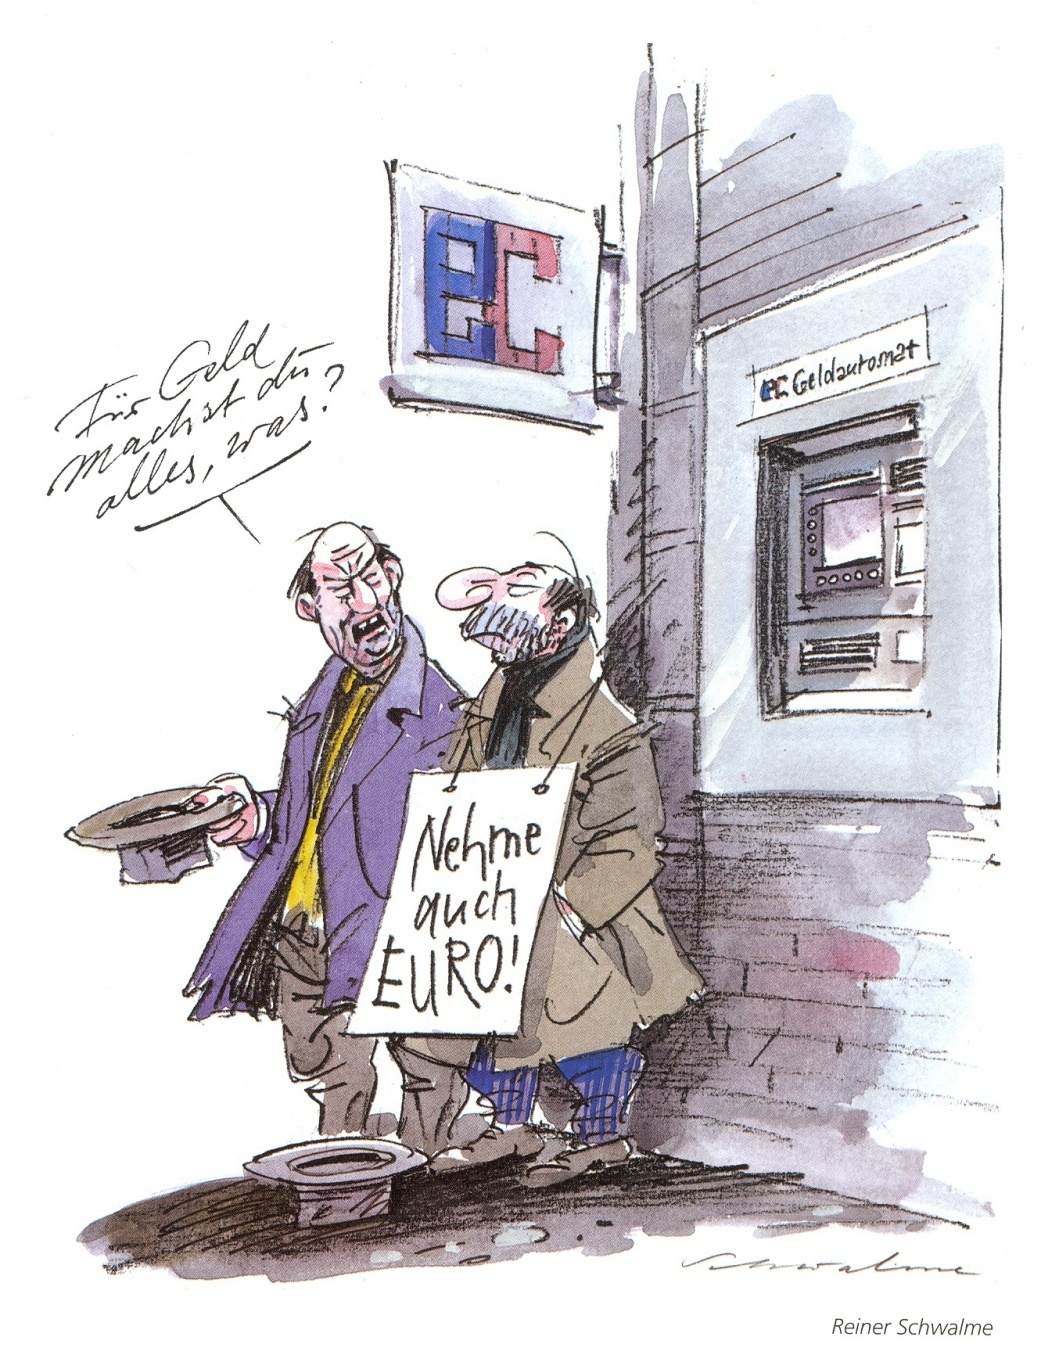 ec
ec Geldautomat
Für Geld
machst du
alles, was?
Nehme
auch
EURO!
Schwalme
Reiner Schwalme